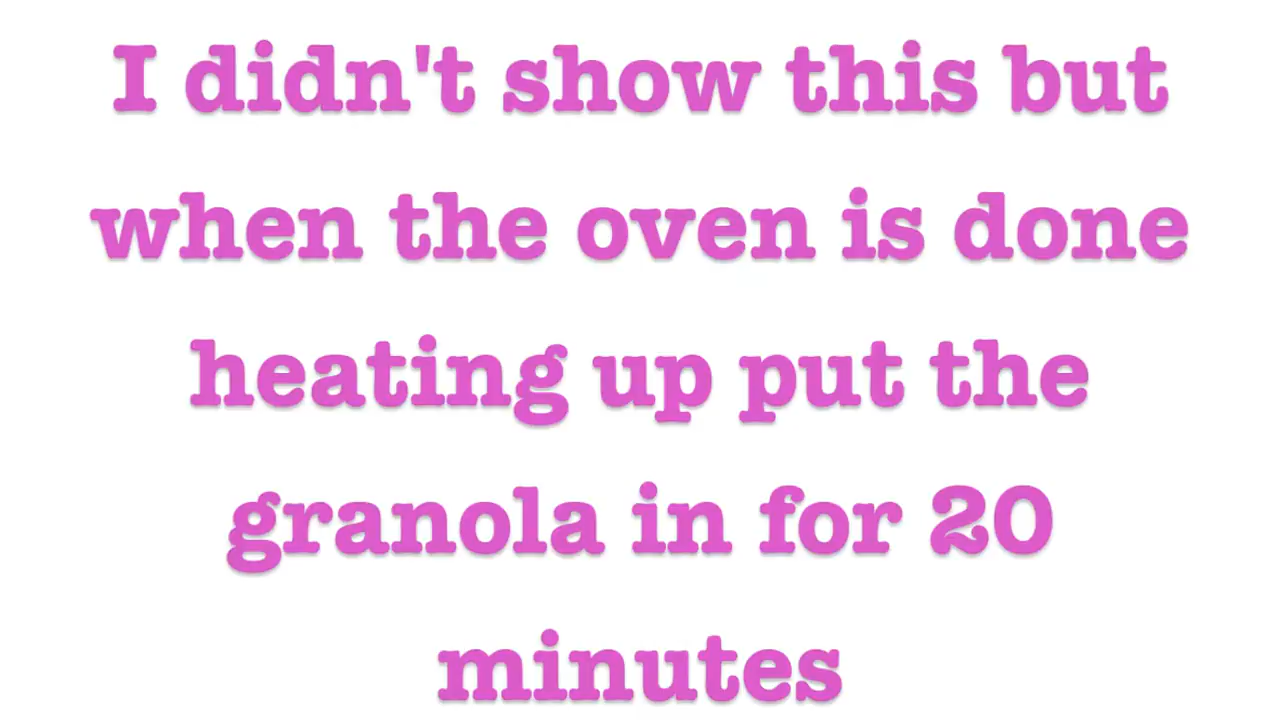 I didn't show this but
when the oven is done
heating up put the
granola in for 20
minutes